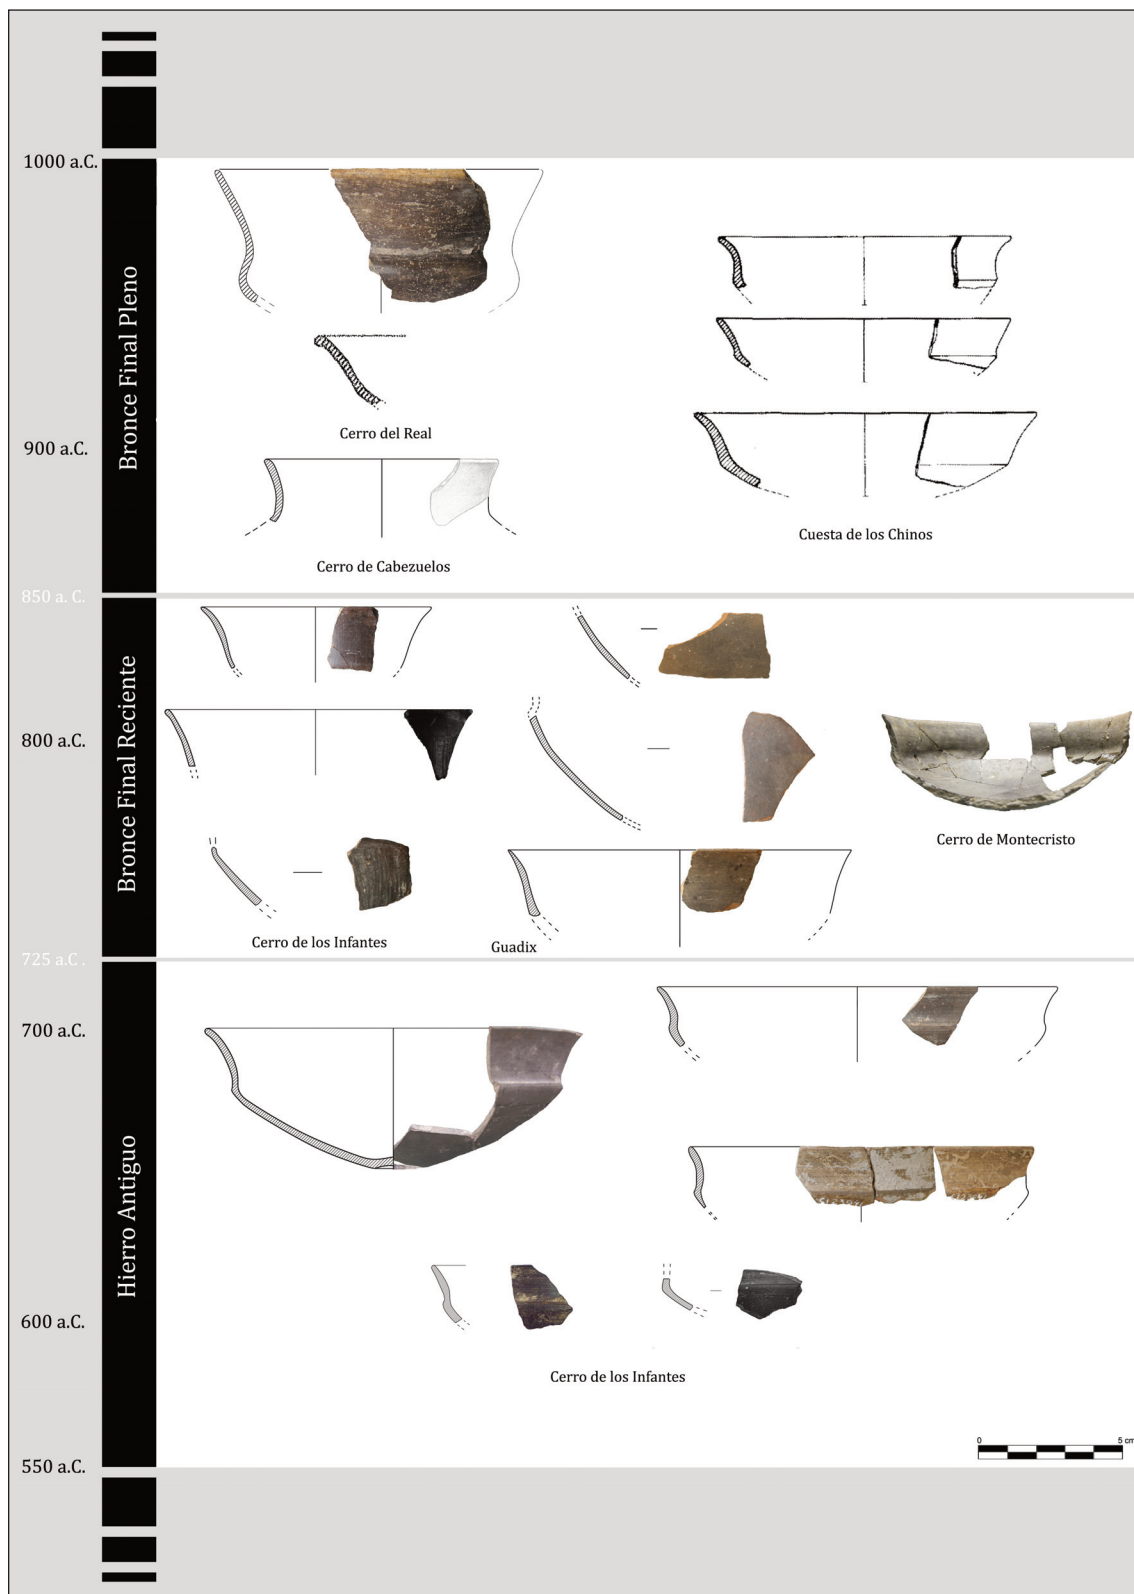 1000 a.C.
Bronce Final Pleno
Cerro del Real
900 a.C.
Cuesta de los Chinos
Cerro de Cabezuelos
850 a. C.
Bronce Final Reciente
800 a.C.
Cerro de Montecristo
Cerro de los Infantes
Guadix
725 a.C .
700 a.C.
Hierro Antiguo
600 a.C.
Cerro de los Infantes
0 5 cm
550 a.C.